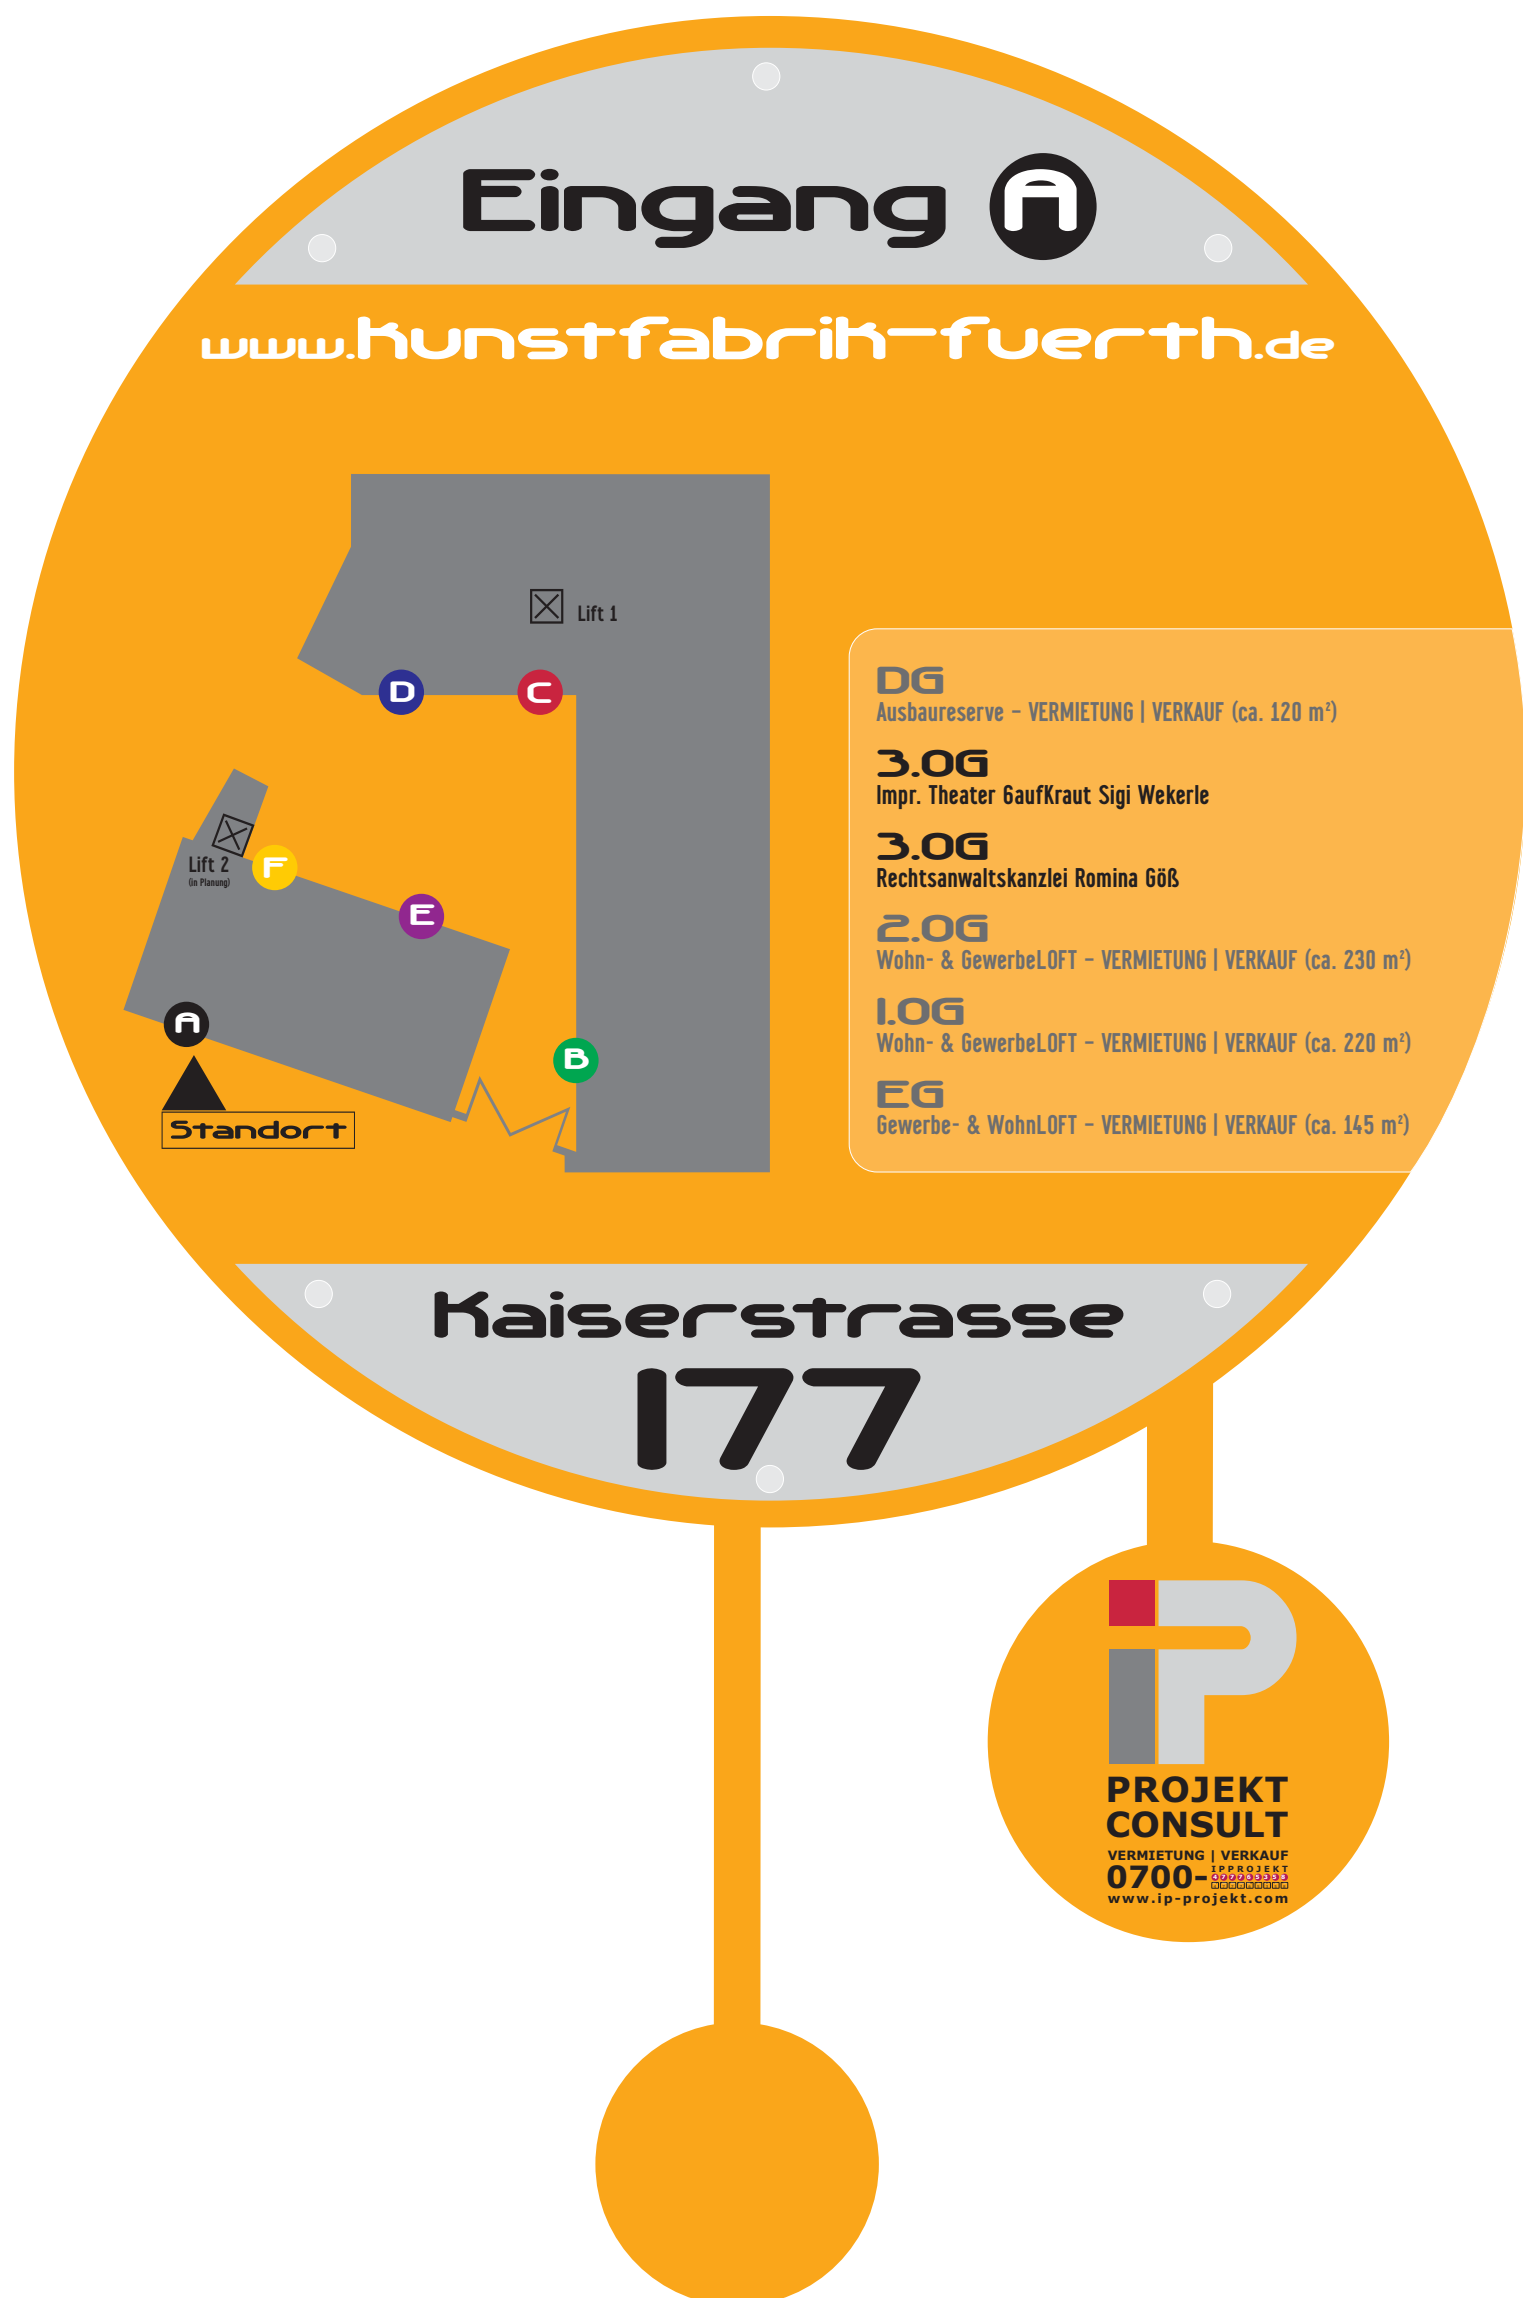 Eingang A
www.kunstfabrik-fuerth.de
Lift 1
D
C
DG
Ausbaureserve – VERMIETUNG | VERKAUF (ca. 120 m²)
3.OG
Impr. Theater 6aufKraut Sigi Wekerle
3.OG
Rechtsanwaltskanzlei Romina Göß
2.OG
Wohn- & GewerbeLOFT – VERMIETUNG | VERKAUF (ca. 230 m²)
1.OG
Wohn- & GewerbeLOFT – VERMIETUNG | VERKAUF (ca. 220 m²)
EG
Gewerbe- & WohnLOFT – VERMIETUNG | VERKAUF (ca. 145 m²)
Lift 2
(in Planung)
F
E
A
B
Standort
Kaiserstrasse
177
iP
PROJEKT
CONSULT
VERMIETUNG | VERKAUF
0700-
IPPROJEKT
www.ip-projekt.com